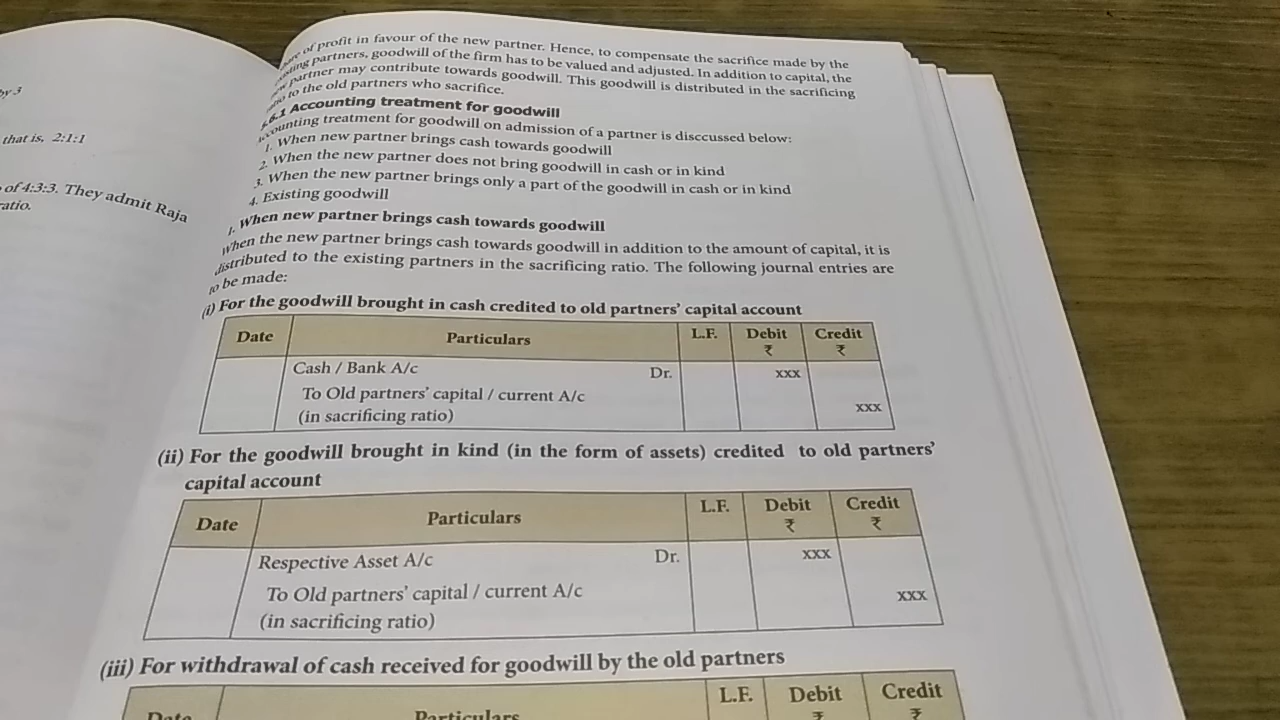 by 3
that is, 2:1:1
of 4:3:3. They admit Raja
ratio.
of profit in favour of the new partner. Hence, to compensate the sacrifice made by the
partners, goodwill of the firm has to be valued and adjusted. In addition to capital, the
partner may contribute towards goodwill. This goodwill is distributed in the sacrificing
to the old partners who sacrifice.
6.1 Accounting treatment for goodwill
treatment for goodwill on admission of a partner is disccussed below:
1. When new partner brings cash towards goodwill
2. When the new partner does not bring goodwill in cash or in kind
3. When the new partner brings only a part of the goodwill in cash or in kind
4. Existing goodwill
1. When new partner brings cash towards goodwill
When the new partner brings cash towards goodwill in addition to the amount of capital, it is
distributed to the existing partners in the sacrificing ratio. The following journal entries are
to be made:
(i) For the goodwill brought in cash credited to old partners' capital account
Date Particulars L.F. Debit ₹ Credit ₹
Cash / Bank A/c Dr. xxx
To Old partners' capital / current A/c
(in sacrificing ratio) xxx
(ii) For the goodwill brought in kind (in the form of assets) credited to old partners'
capital account
Date Particulars L.F. Debit ₹ Credit ₹
Respective Asset A/c Dr. xxx
To Old partners' capital / current A/c xxx
(in sacrificing ratio)
(iii) For withdrawal of cash received for goodwill by the old partners
Date Particulars L.F. Debit ₹ Credit ₹